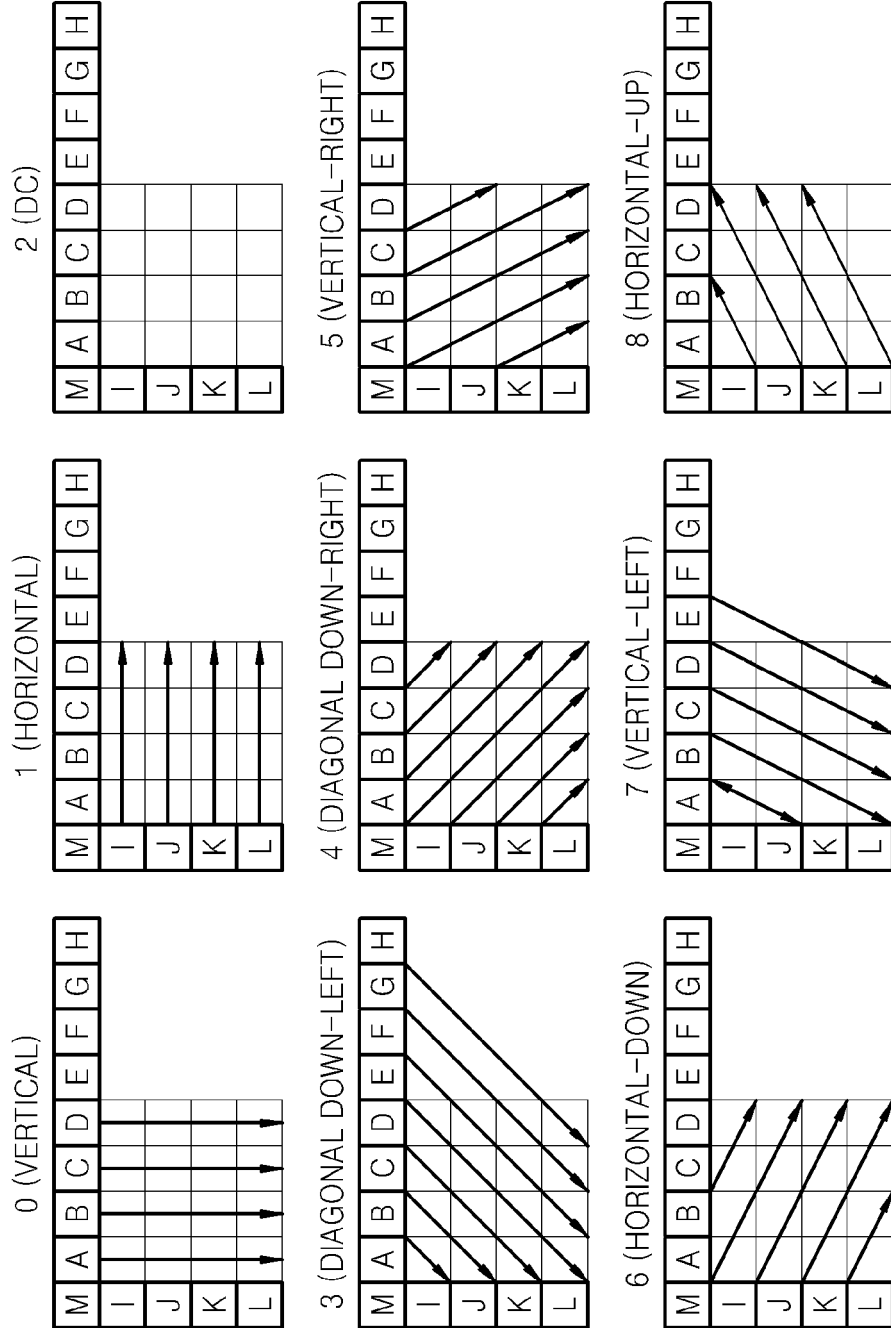 0 (VERTICAL)
M A B C D E F G H
I
J
K
L
1 (HORIZONTAL)
M A B C D E F G H
I
J
K
L
2 (DC)
M A B C D E F G H
I
J
K
L
3 (DIAGONAL DOWN-LEFT)
M A B C D E F G H
I
J
K
L
4 (DIAGONAL DOWN-RIGHT)
M A B C D E F G H
I
J
K
L
5 (VERTICAL-RIGHT)
M A B C D E F G H
I
J
K
L
6 (HORIZONTAL-DOWN)
M A B C D E F G H
I
J
K
L
7 (VERTICAL-LEFT)
M A B C D E F G H
I
J
K
L
8 (HORIZONTAL-UP)
M A B C D E F G H
I
J
K
L